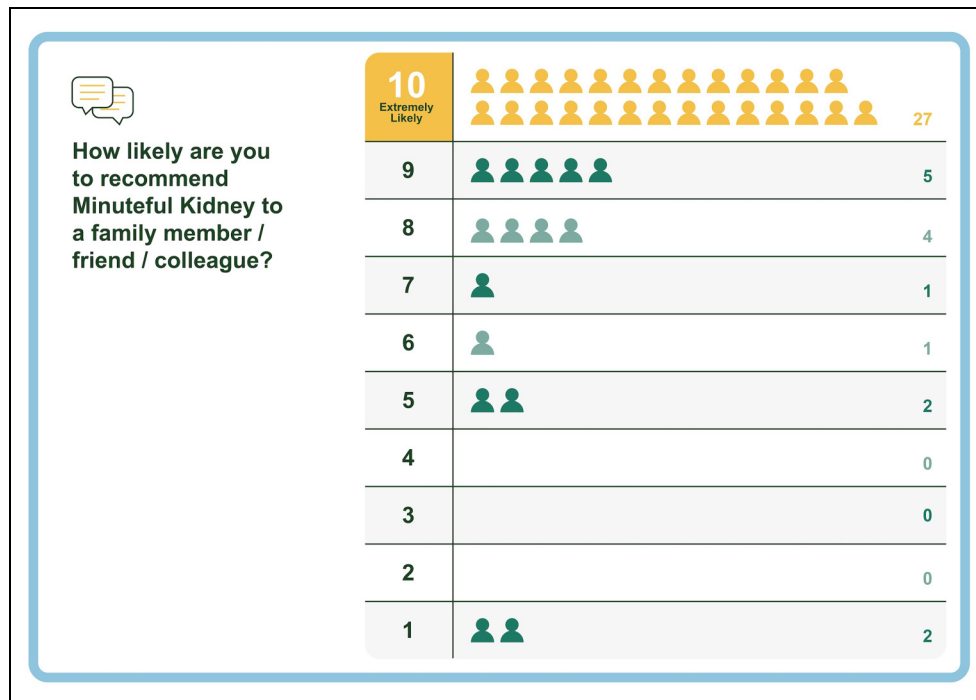 How likely are you
to recommend
Minuteful Kidney to
a family member /
friend / colleague?
10
Extremely
Likely
27
9
5
8
4
7
1
6
1
5
2
4
0
3
0
2
0
1
2